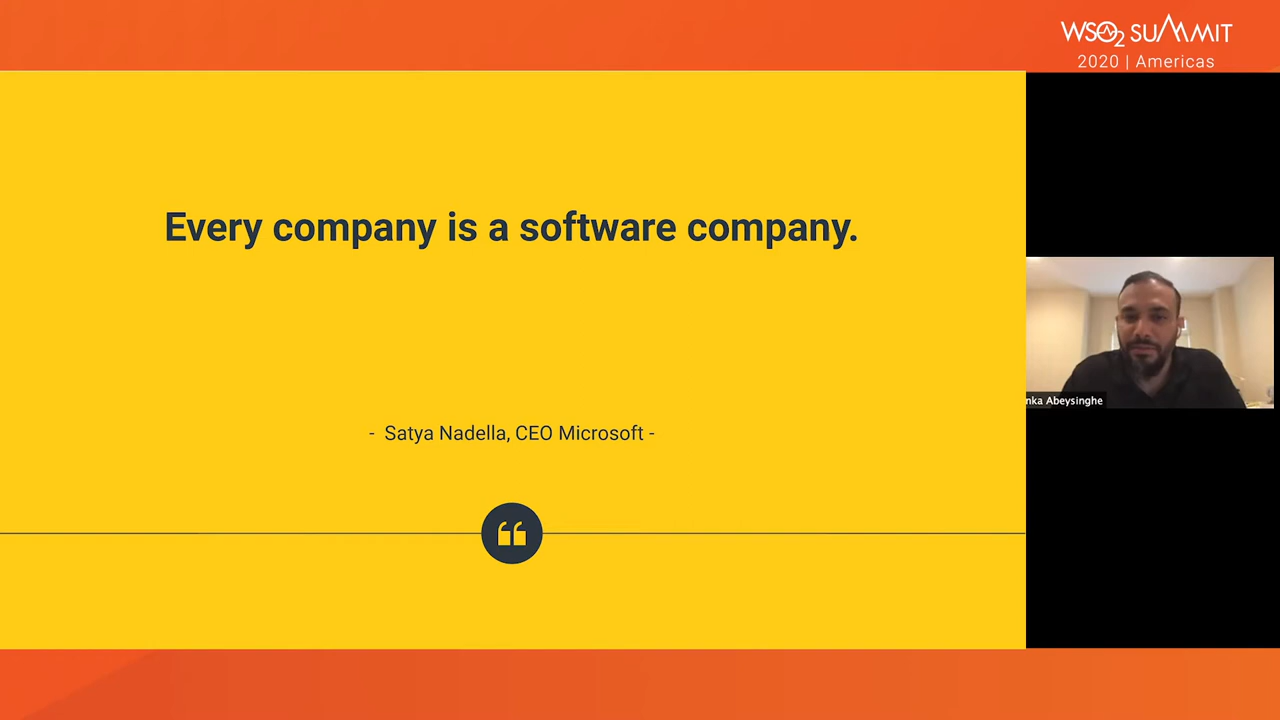 WSO2 SUMMIT
2020 | Americas
Every company is a software company.
nka Abeysinghe
- Satya Nadella, CEO Microsoft -
“